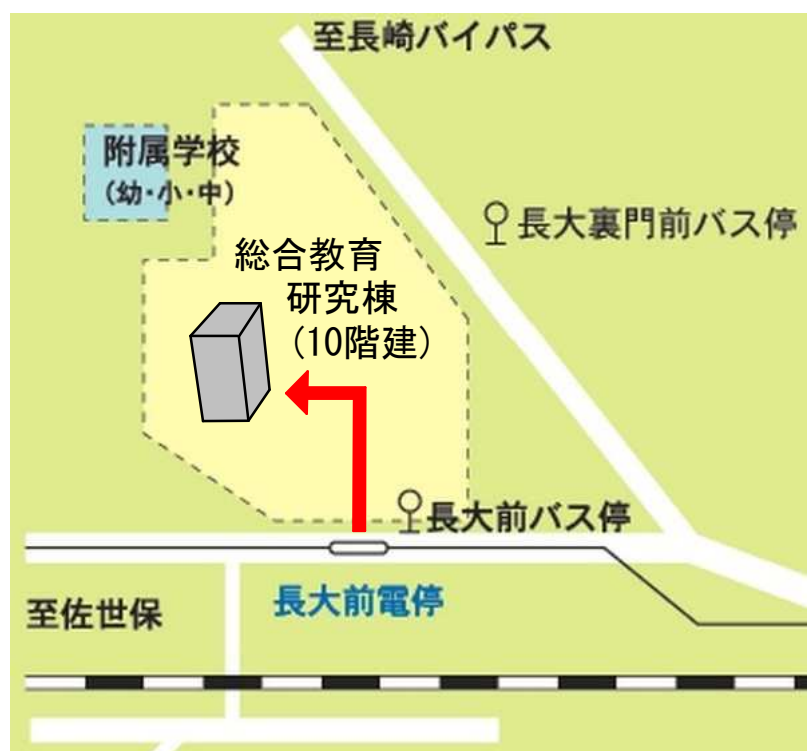 至長崎バイパス
附属学校
(幼・小・中)
長大裏門前バス停
総合教育
研究棟
(10階建)
長大前バス停
長大前電停
至佐世保